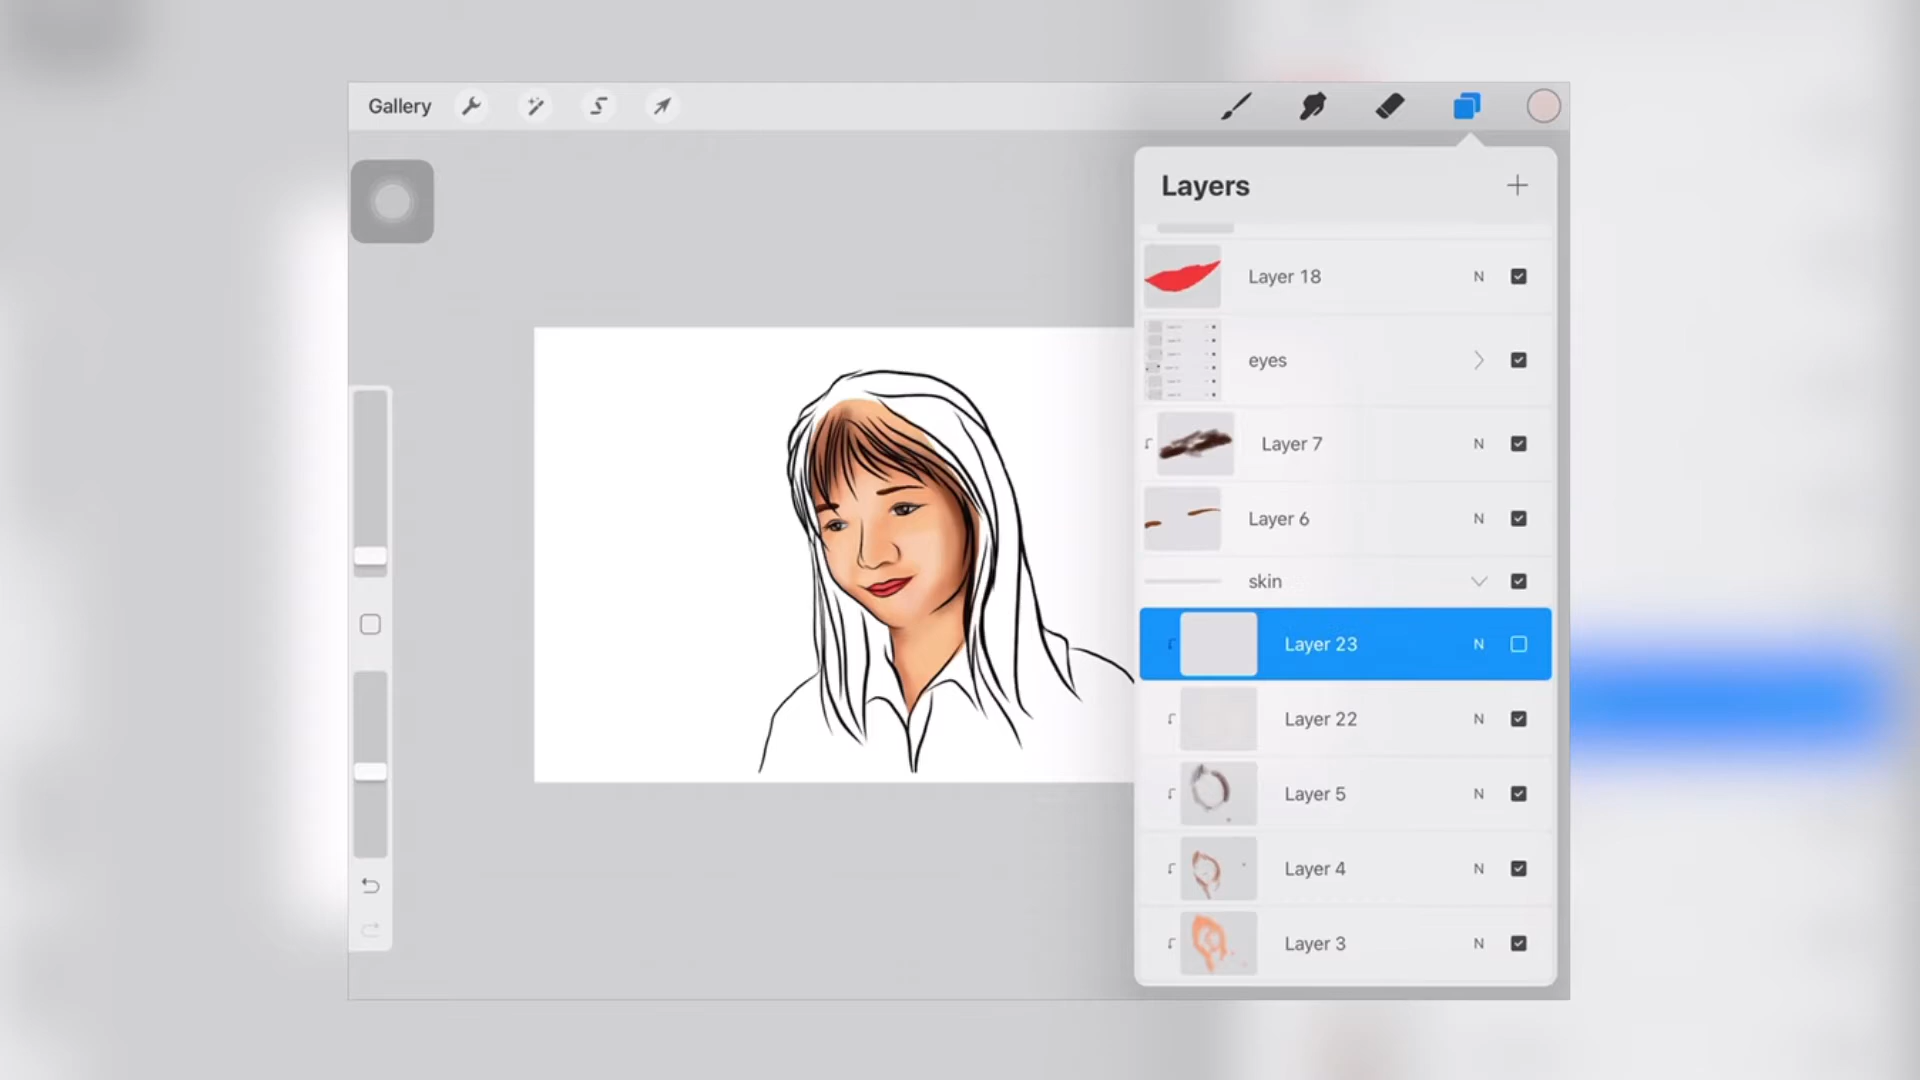 Gallery
Layers
Layer 18 N
eyes
Layer 7 N
Layer 6 N
skin
Layer 23 N
Layer 22 N
Layer 5 N
Layer 4 N
Layer 3 N